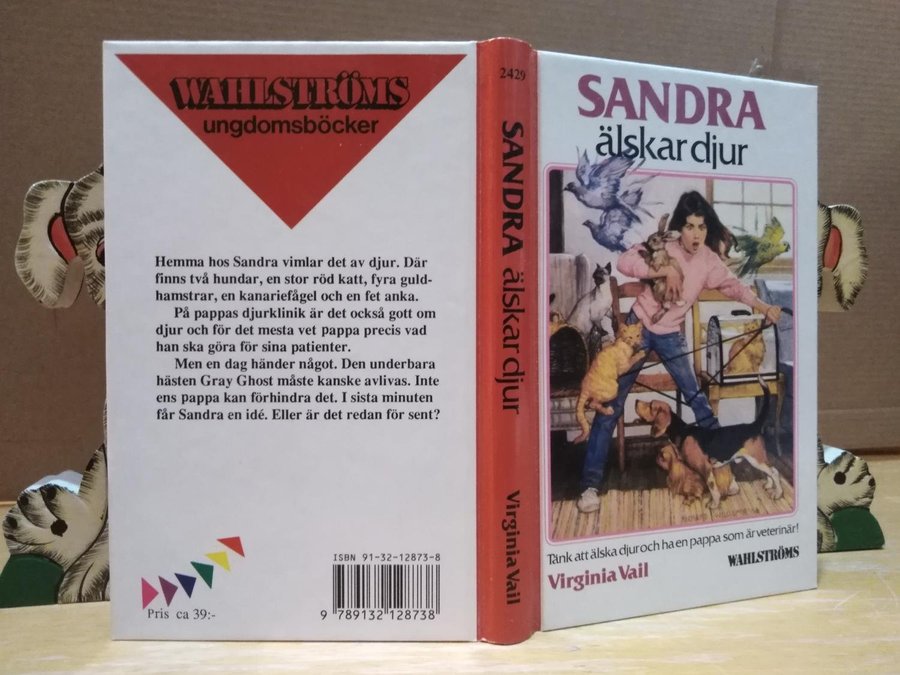 WAHLSTRÖMS
ungdomsböcker
Hemma hos Sandra vimlar det av djur. Där
finns två hundar, en stor röd katt, fyra guld-
hamstrar, en kanariefågel och en fet anka.
På pappas djurklinik är det också gott om
djur och för det mesta vet pappa precis vad
han ska göra för sina patienter.
Men en dag händer något. Den underbara
hästen Gray Ghost måste kanske avlivas. Inte
ens pappa kan förhindra det. I sista minuten
får Sandra en idé. Eller är det redan för sent?
Pris ca 39:-
ISBN 91-32-12873-8
9 789132 128738
2429
SANDRA älskar djur
Virginia Vail
SANDRA
älskar djur
Tänk att älska djur och ha en pappa som är veterinär!
Virginia Vail
WAHLSTRÖMS